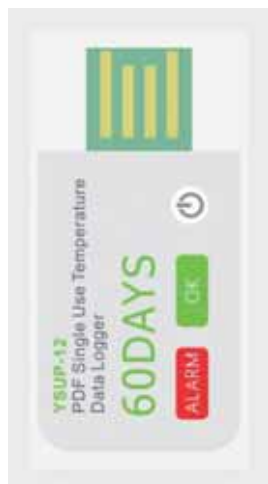 YSUP-12
PDF Single Use Temperature
Data Logger
60DAYS
ALARM
OK